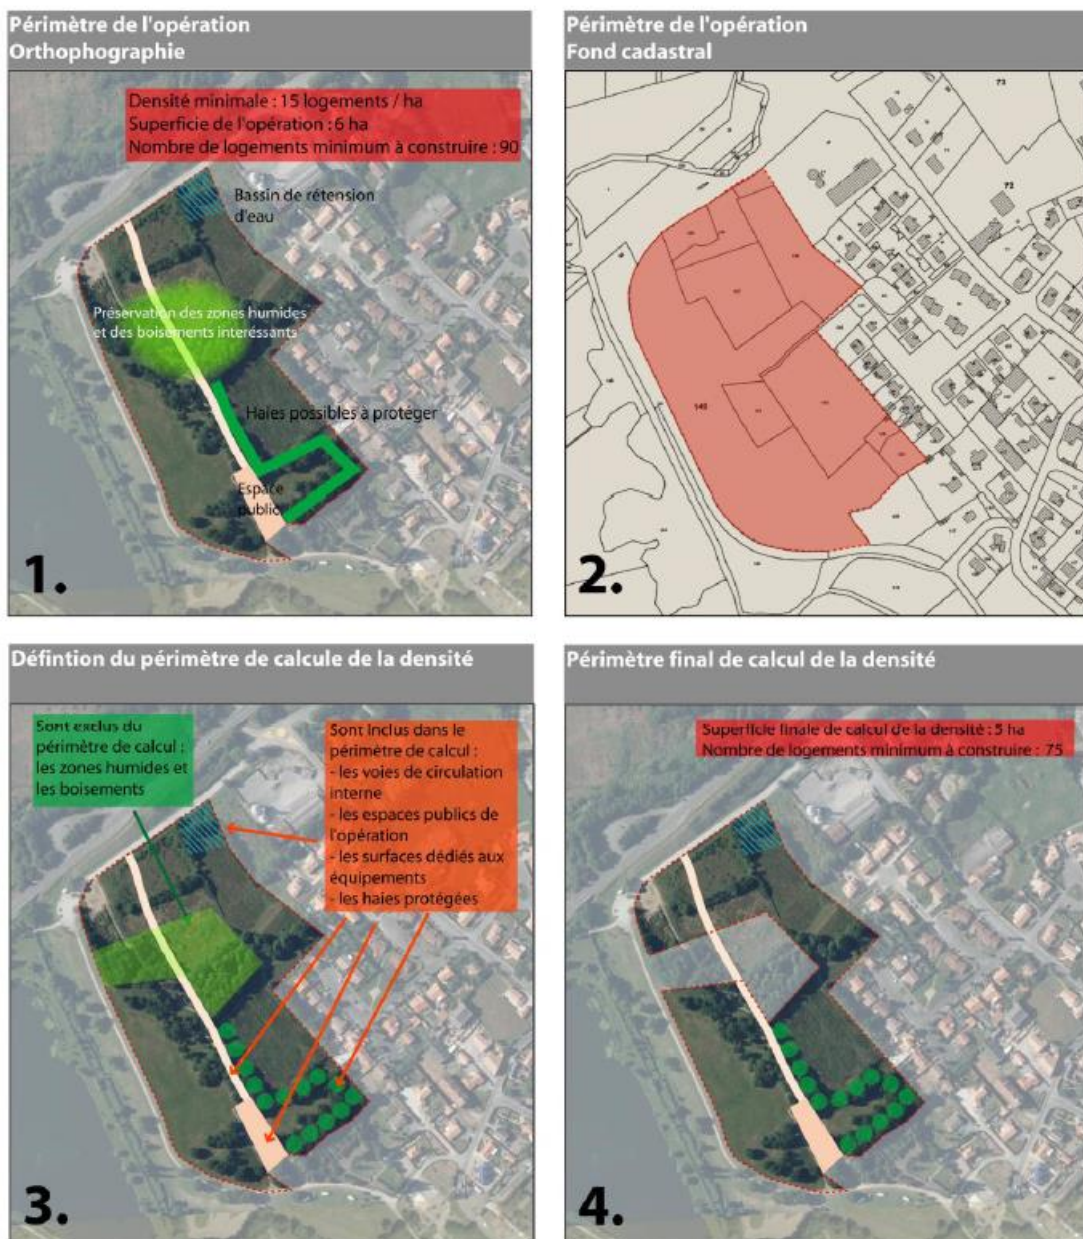 Périmètre de l'opération
Orthophographie
Densité minimale : 15 logements / ha
Superficie de l'opération : 6 ha
Nombre de logements minimum à construire : 90
Bassin de rétension
d'eau
Préservation des zones humides
et des boisements interéssants
Haies possibles à protéger
Espace
public
1.
Périmètre de l'opération
Fond cadastral
73
72
140
2.
Défintion du périmètre de calcule de la densité
Sont exclus du
périmètre de calcul :
les zones humides et
les boisements
Sont inclus dans le
périmètre de calcul :
- les voies de circulation
interne
- les espaces publics de
l'opération
- les surfaces dédiés aux
équipements
- les haies protégées
3.
Périmètre final de calcul de la densité
Superficie finale de calcul de la densité : 5 ha
Nombre de logements minimum à construire : 75
4.